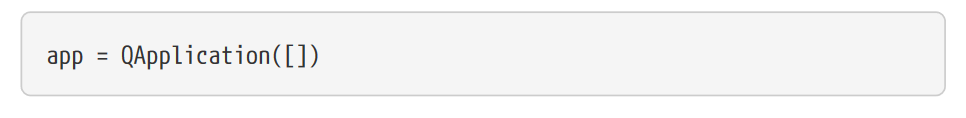 app = QApplication([])